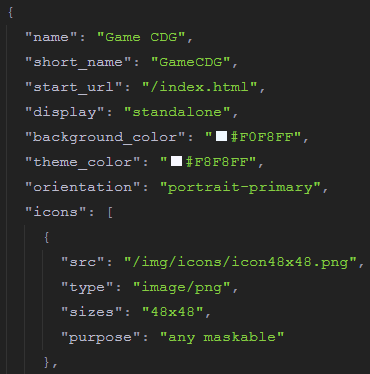 {
"name": "Game CDG",
"short_name": "GameCDG",
"start_url": "/index.html",
"display": "standalone",
"background_color": "#F0F8FF",
"theme_color": "#F8F8FF",
"orientation": "portrait-primary",
"icons": [
{
"src": "/img/icons/icon48x48.png",
"type": "image/png",
"sizes": "48x48",
"purpose": "any maskable"
},